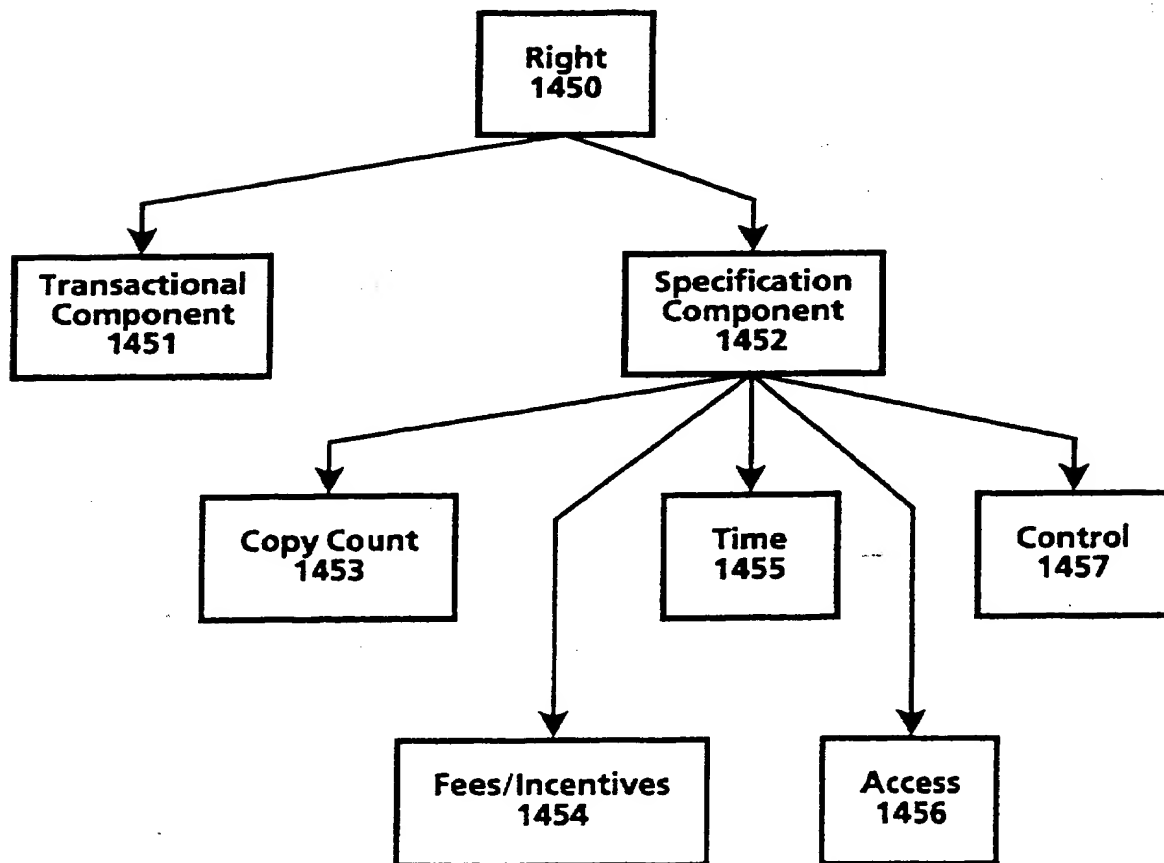 Right
1450
Transactional
Component
1451
Specification
Component
1452
Copy Count
1453
Time
1455
Control
1457
Fees/Incentives
1454
Access
1456